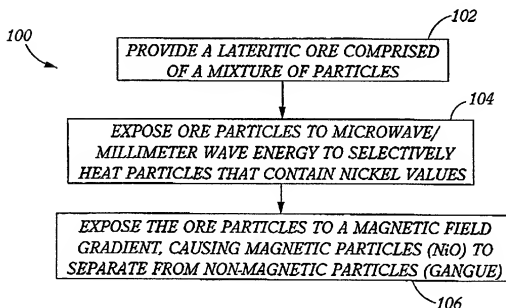 100
102
PROVIDE A LATERITIC ORE COMPRISED
OF A MIXTURE OF PARTICLES
104
EXPOSE ORE PARTICLES TO MICROWAVE/
MILLIMETER WAVE ENERGY TO SELECTIVELY
HEAT PARTICLES THAT CONTAIN NICKEL VALUES
EXPOSE THE ORE PARTICLES TO A MAGNETIC FIELD
GRADIENT, CAUSING MAGNETIC PARTICLES (NiO) TO
SEPARATE FROM NON-MAGNETIC PARTICLES (GANGUE)
106